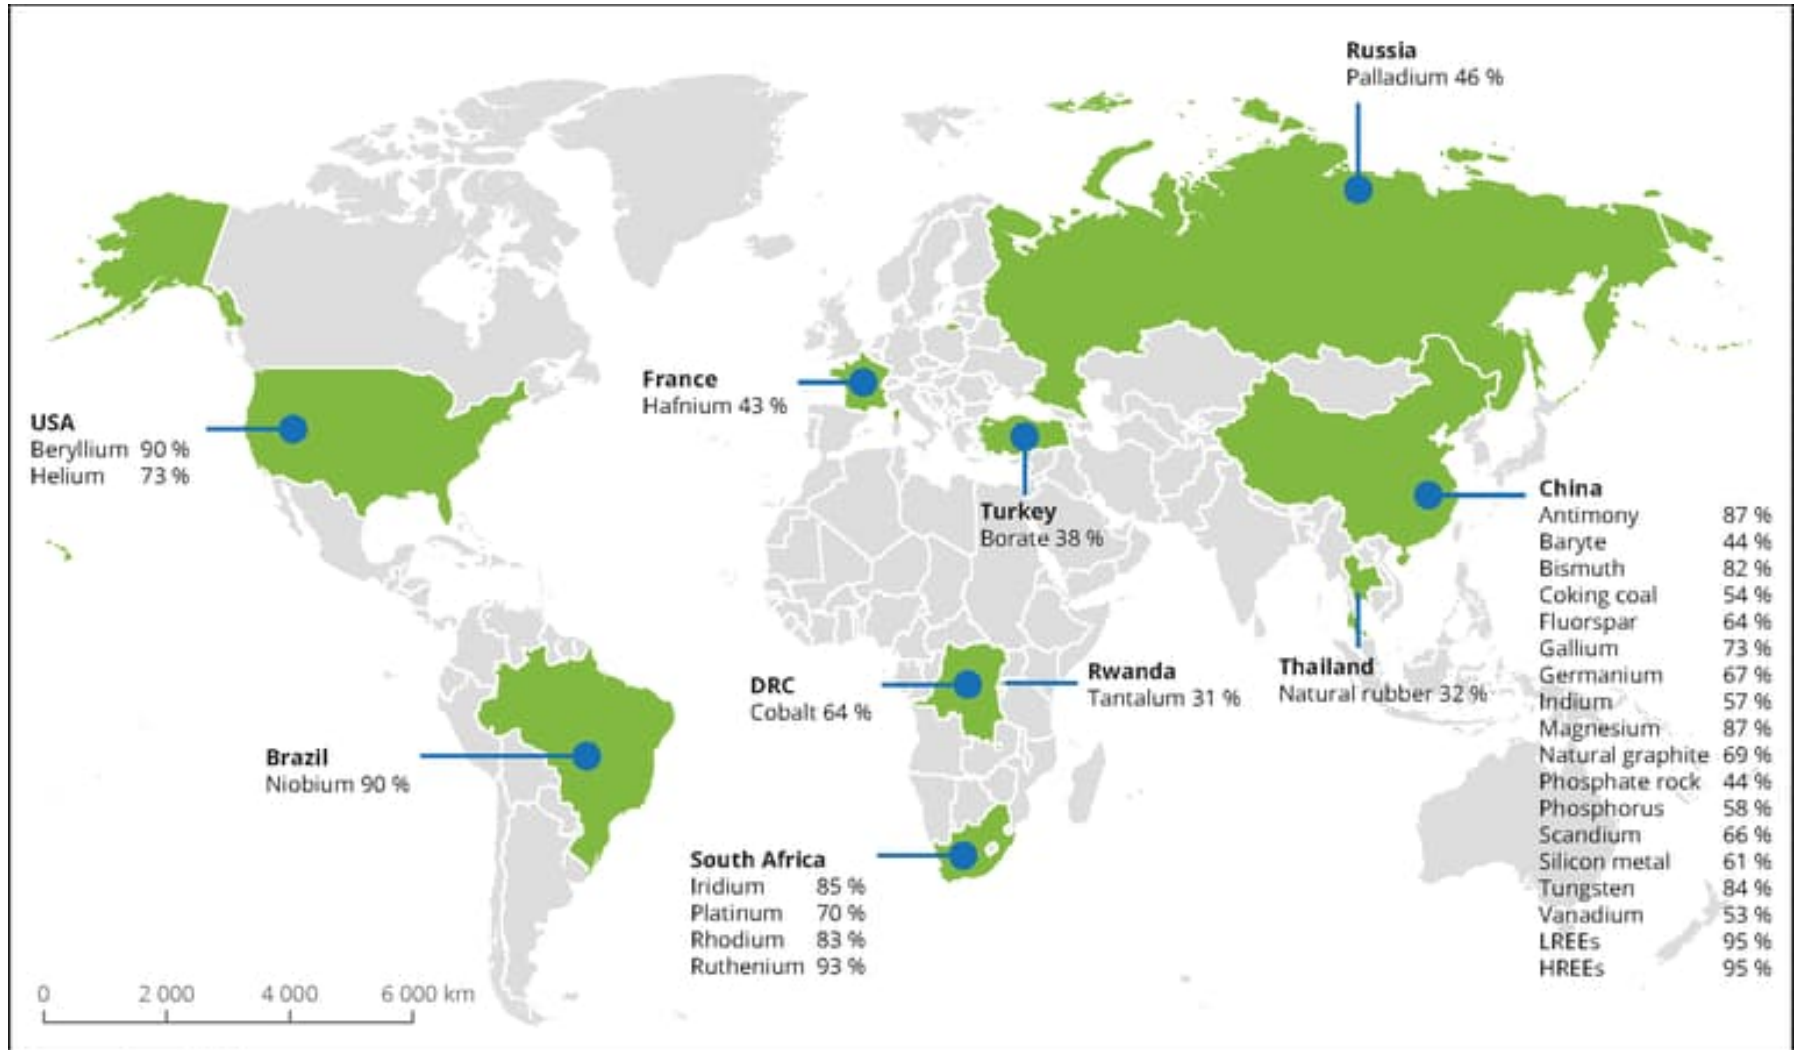 Russia
Palladium 46 %
France
Hafnium 43 %
USA
Beryllium 90 %
Helium 73 %
Turkey
Borate 38 %
China
Antimony 87 %
Baryte 44 %
Bismuth 82 %
Coking coal 54 %
Fluorspar 64 %
Gallium 73 %
Germanium 67 %
Indium 57 %
Magnesium 87 %
Natural graphite 69 %
Phosphate rock 44 %
Phosphorus 58 %
Scandium 66 %
Silicon metal 61 %
Tungsten 84 %
Vanadium 53 %
LREEs 95 %
HREEs 95 %
Thailand
Natural rubber 32 %
Rwanda
Tantalum 31 %
DRC
Cobalt 64 %
Brazil
Niobium 90 %
South Africa
Iridium 85 %
Platinum 70 %
Rhodium 83 %
Ruthenium 93 %
0 2 000 4 000 6 000 km